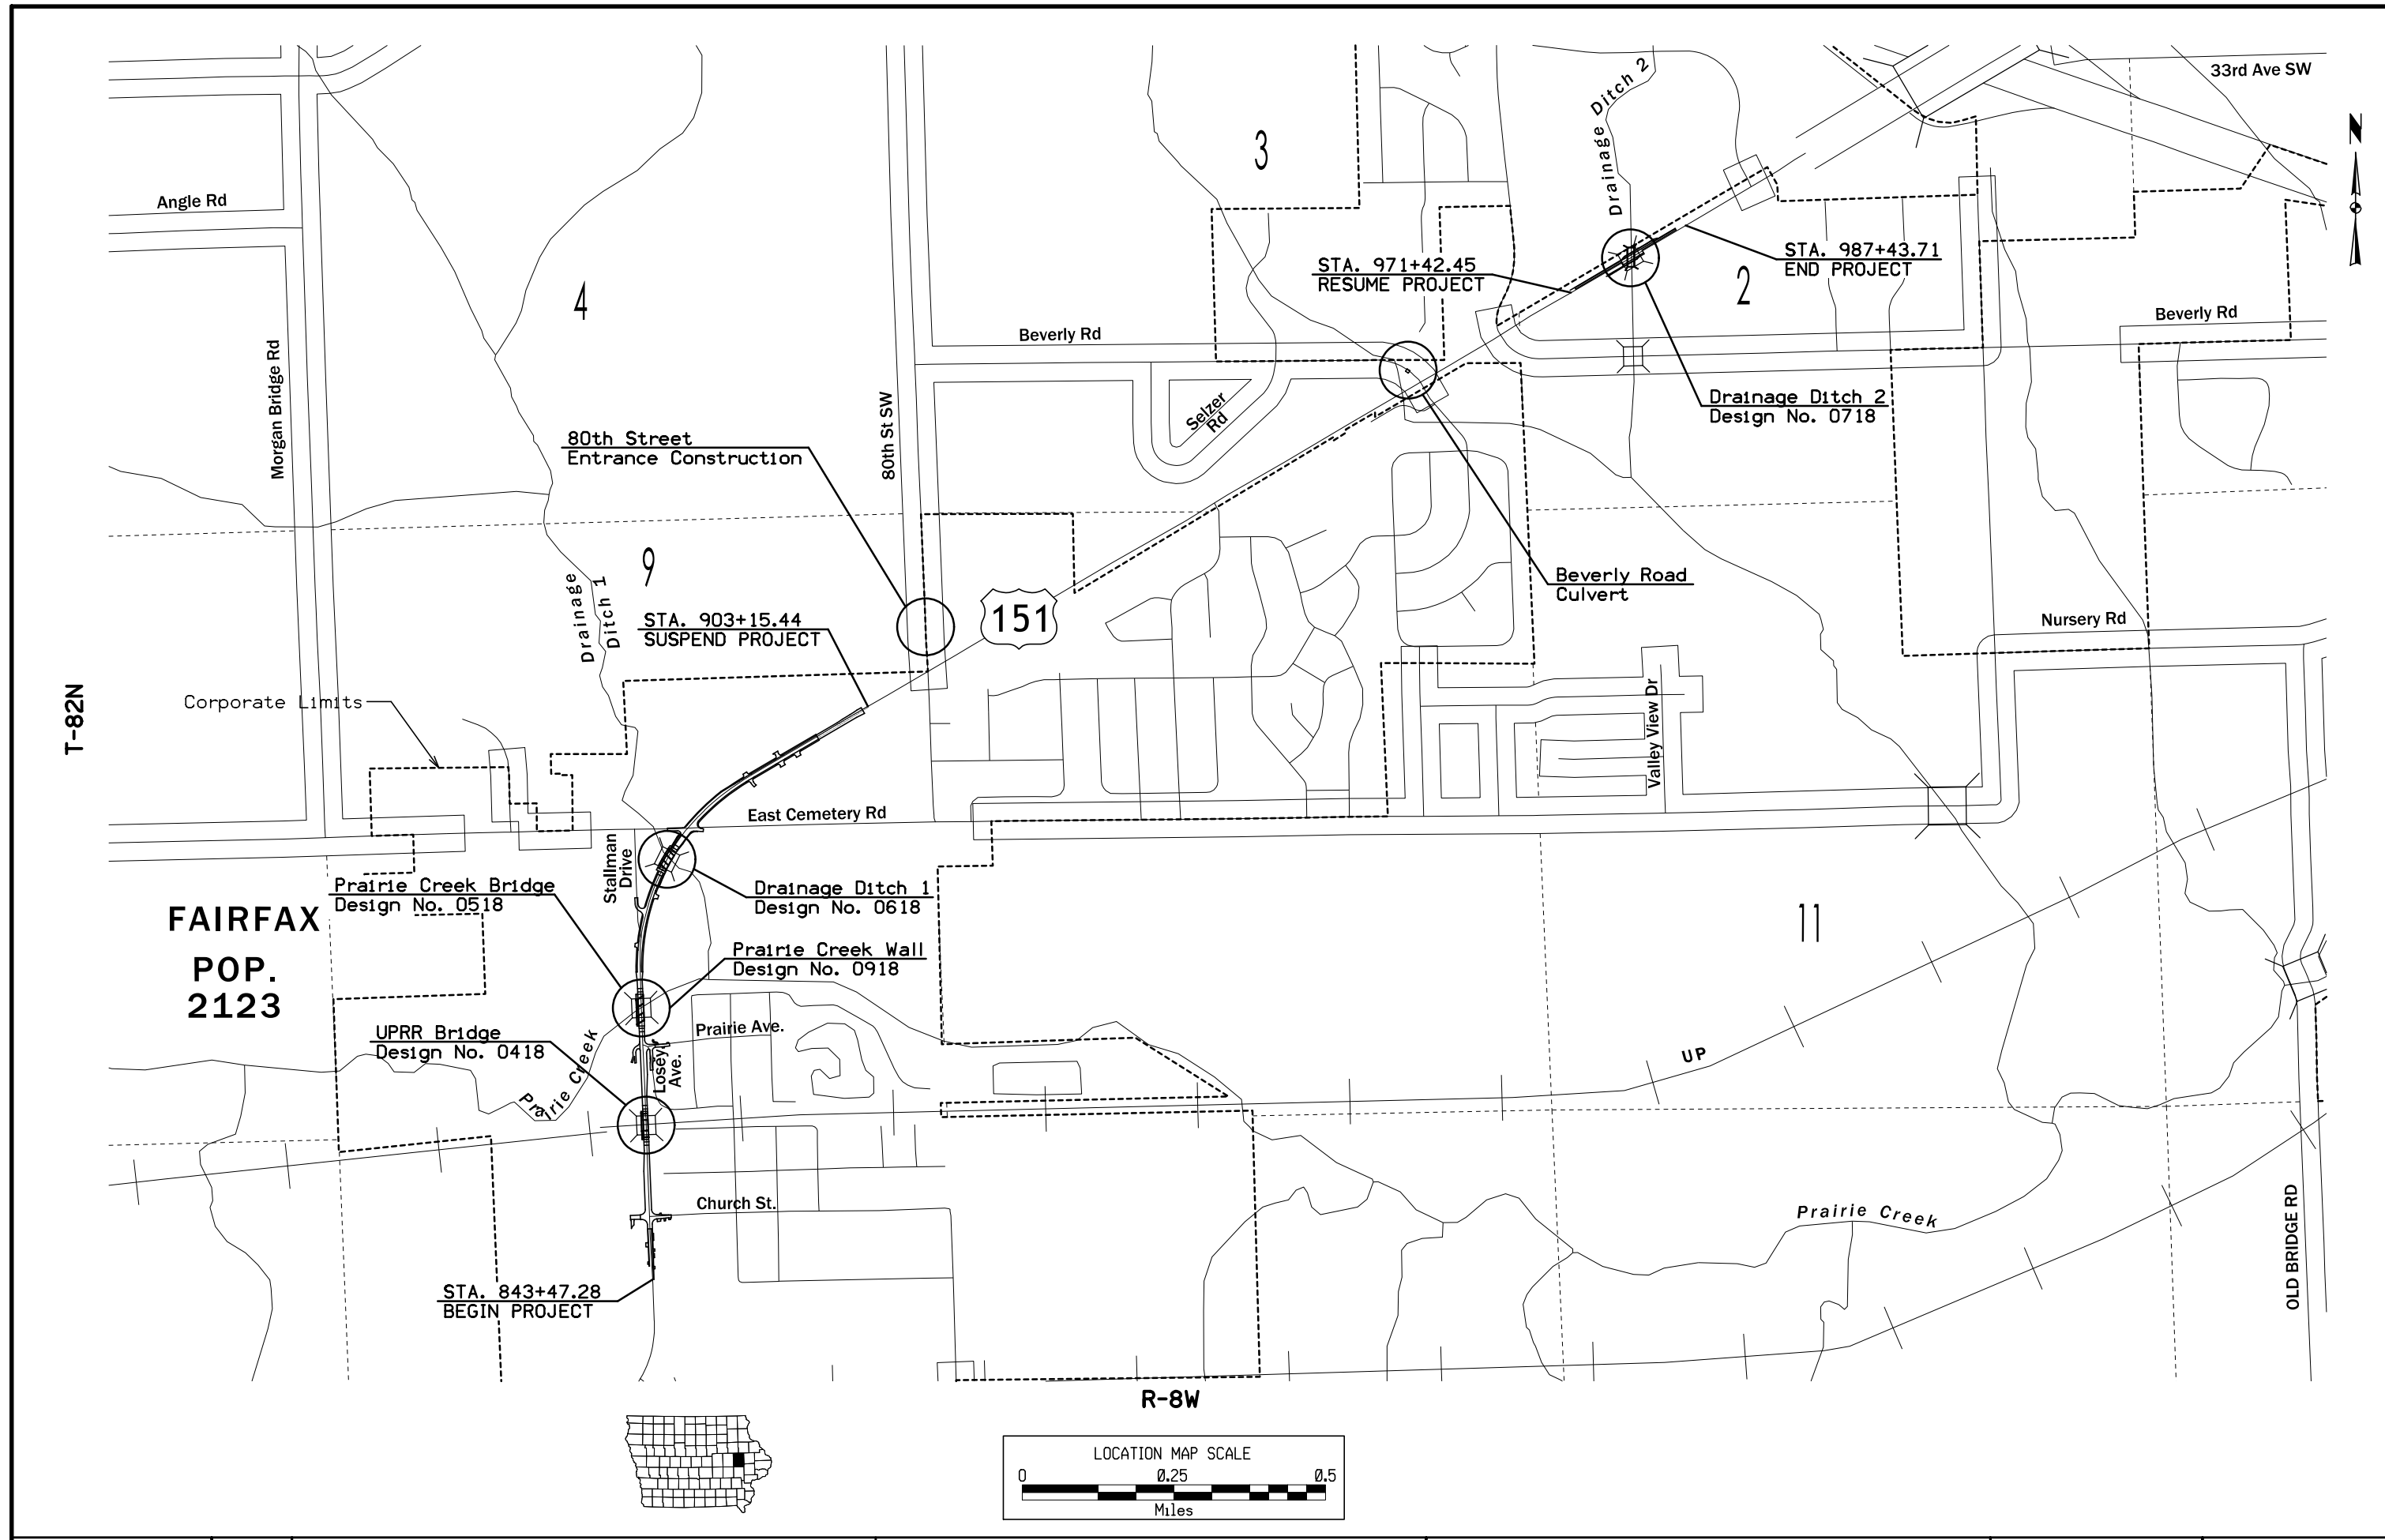 33rd Ave SW
N
Drainage Ditch 2
3
Angle Rd
STA. 987+43.71
END PROJECT
STA. 971+42.45
RESUME PROJECT
2
4
Beverly Rd
Beverly Rd
Morgan Bridge Rd
80th St SW
Selzer
Rd
Drainage Ditch 2
Design No. 0718
80th Street
Entrance Construction
9
Drainage
Ditch 1
Beverly Road
Culvert
STA. 903+15.44
SUSPEND PROJECT
151
Nursery Rd
T-82N
Corporate Limits
Valley View Dr
East Cemetery Rd
Stallman
Drive
Prairie Creek Bridge
Design No. 0518
Drainage Ditch 1
Design No. 0618
FAIRFAX
POP.
2123
11
Prairie Creek Wall
Design No. 0918
UPRR Bridge
Design No. 0418
Prairie Ave.
Losey
Ave.
Prairie Creek
UP
Church St.
Prairie Creek
OLD BRIDGE RD
STA. 843+47.28
BEGIN PROJECT
R-8W
LOCATION MAP SCALE
0 0.25 0.5
Miles